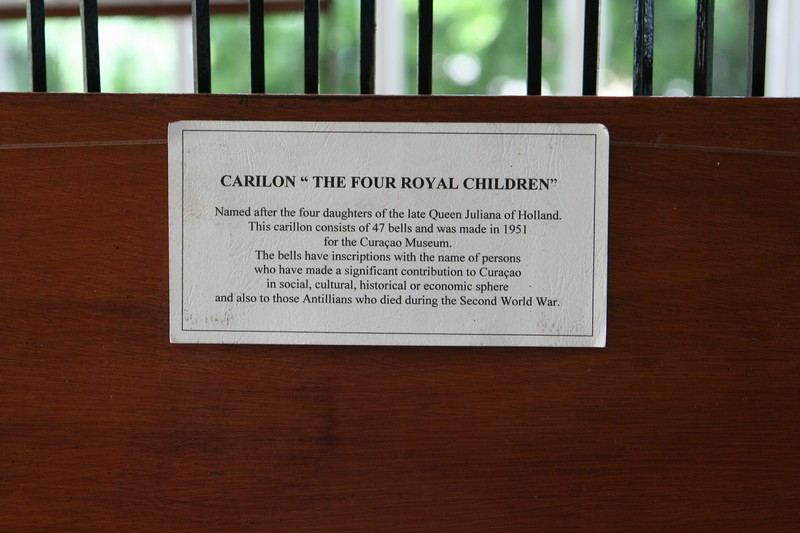 CARILON “ THE FOUR ROYAL CHILDREN”
Named after the four daughters of the late Queen Juliana of Holland.
This carillon consists of 47 bells and was made in 1951
for the Curaçao Museum.
The bells have inscriptions with the name of persons
who have made a significant contribution to Curaçao
in social, cultural, historical or economic sphere
and also to those Antillians who died during the Second World War.